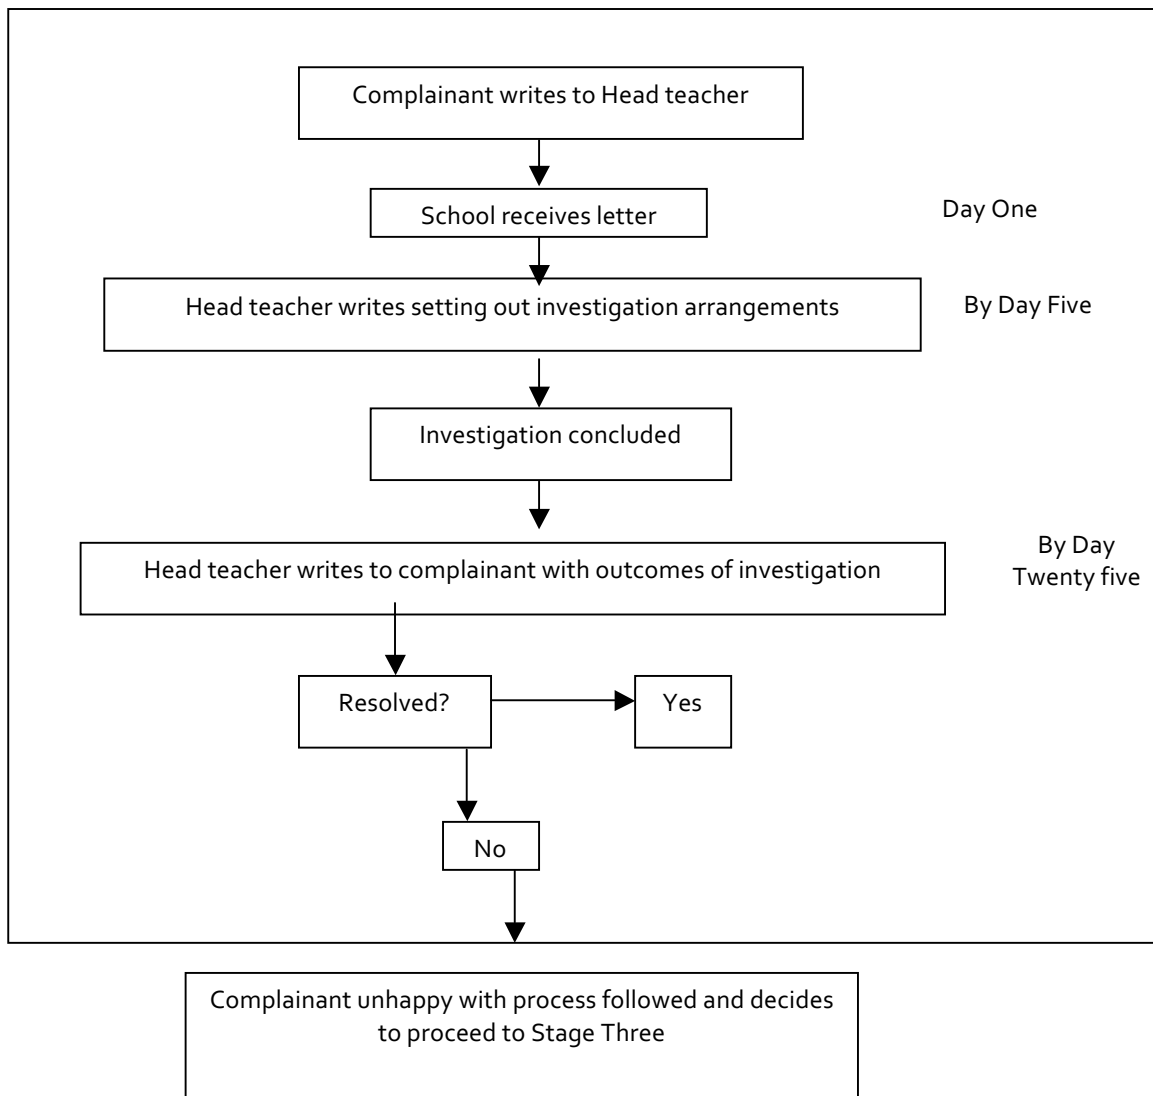 Complainant writes to Head teacher
School receives letter
Day One
Head teacher writes setting out investigation arrangements
By Day Five
Investigation concluded
Head teacher writes to complainant with outcomes of investigation
By Day
Twenty five
Resolved?
Yes
No
Complainant unhappy with process followed and decides
to proceed to Stage Three